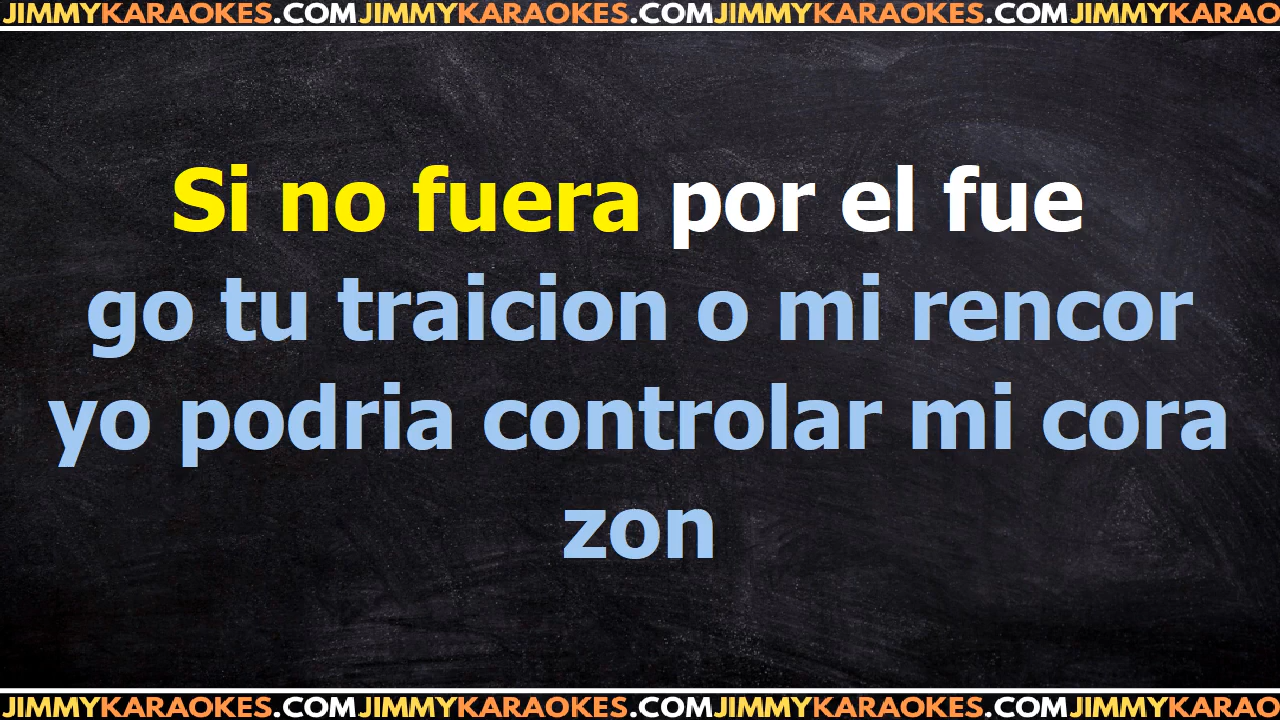 JIMMYKARAOKES.COMJIMMYKARAOKES.COMJIMMYKARAOKES.COMJIMMYKARAO
Si no fuera por el fue
go tu traicion o mi rencor
yo podria controlar mi cora
zon
JIMMYKARAOKES.COMJIMMYKARAOKES.COMJIMMYKARAOKES.COMJIMMYKARAO